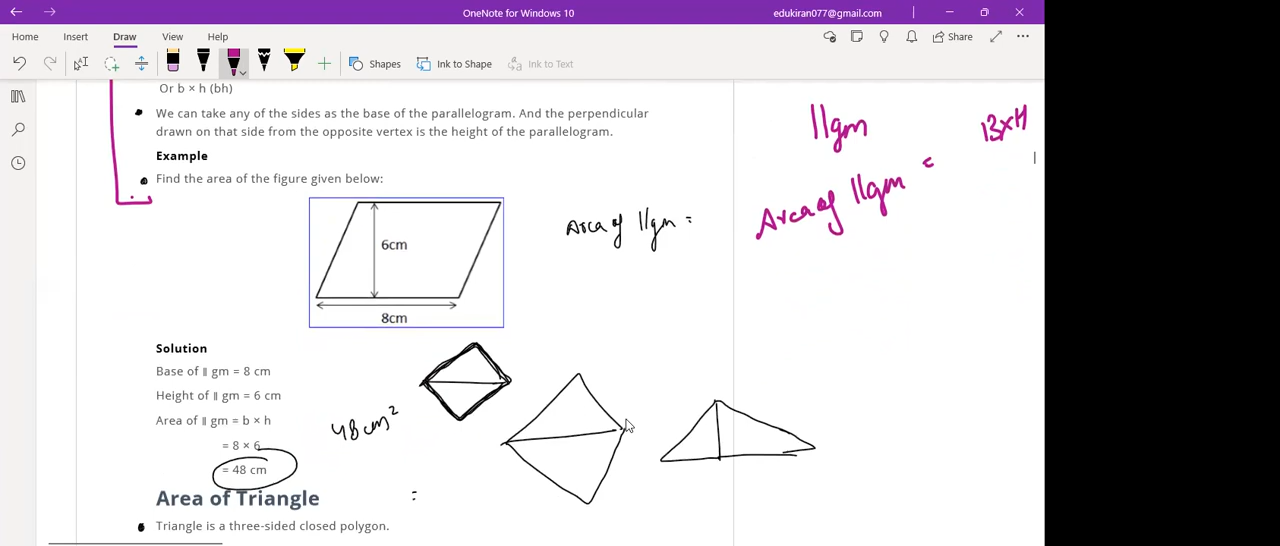 OneNote for Windows 10
edukiran077@gmail.com
Home Insert Draw View Help
Share
Shapes Ink to Shape Ink to Text
Or b × h (bh)
We can take any of the sides as the base of the parallelogram. And the perpendicular
drawn on that side from the opposite vertex is the height of the parallelogram.
Example
Find the area of the figure given below:
6cm
8cm
Area of ||gm =
||gm
B×H
Area of ||gm =
Solution
Base of ∥ gm = 8 cm
Height of ∥ gm = 6 cm
Area of ∥ gm = b × h
= 8 × 6
= 48 cm
48cm²
Area of Triangle
=
Triangle is a three-sided closed polygon.